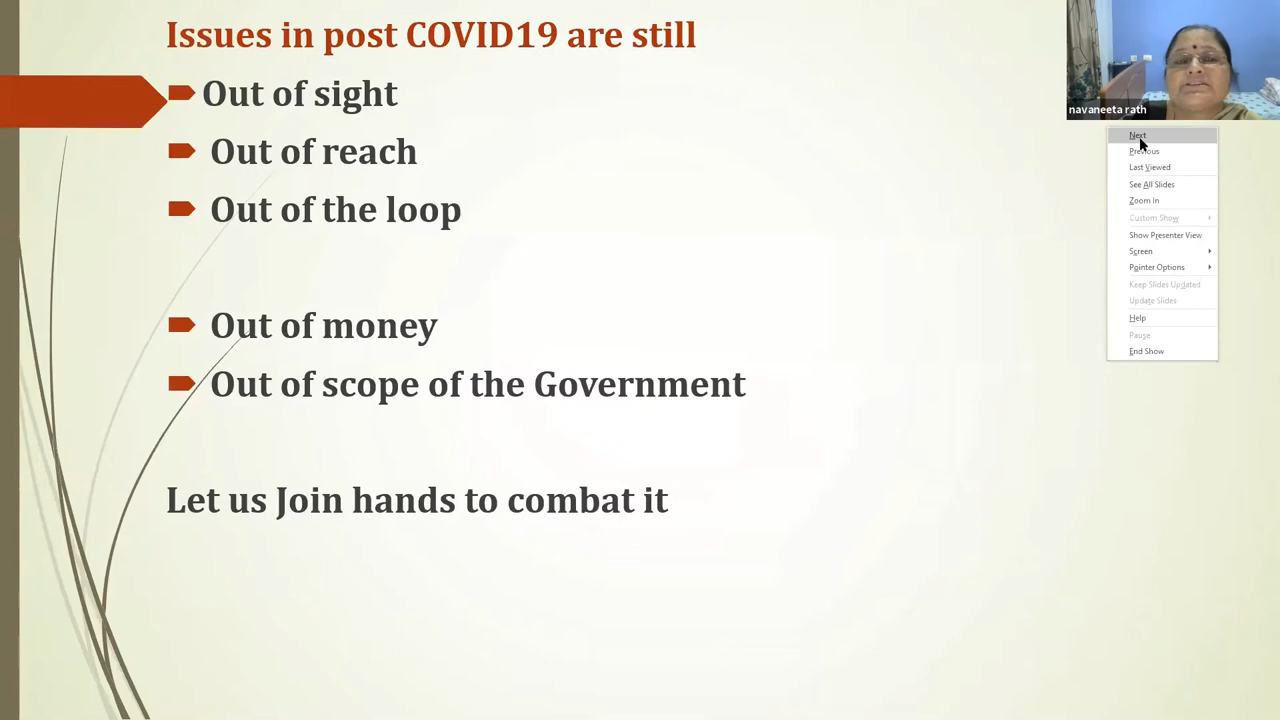 Issues in post COVID19 are still
Out of sight
Out of reach
Out of the loop
Out of money
Out of scope of the Government
Let us Join hands to combat it
navaneeta rath
Next
Previous
Last Viewed
See All Slides
Zoom In
Custom Show
Show Presenter View
Screen
Pointer Options
Keep Slides Updated
Update Slides
Help
Pause
End Show